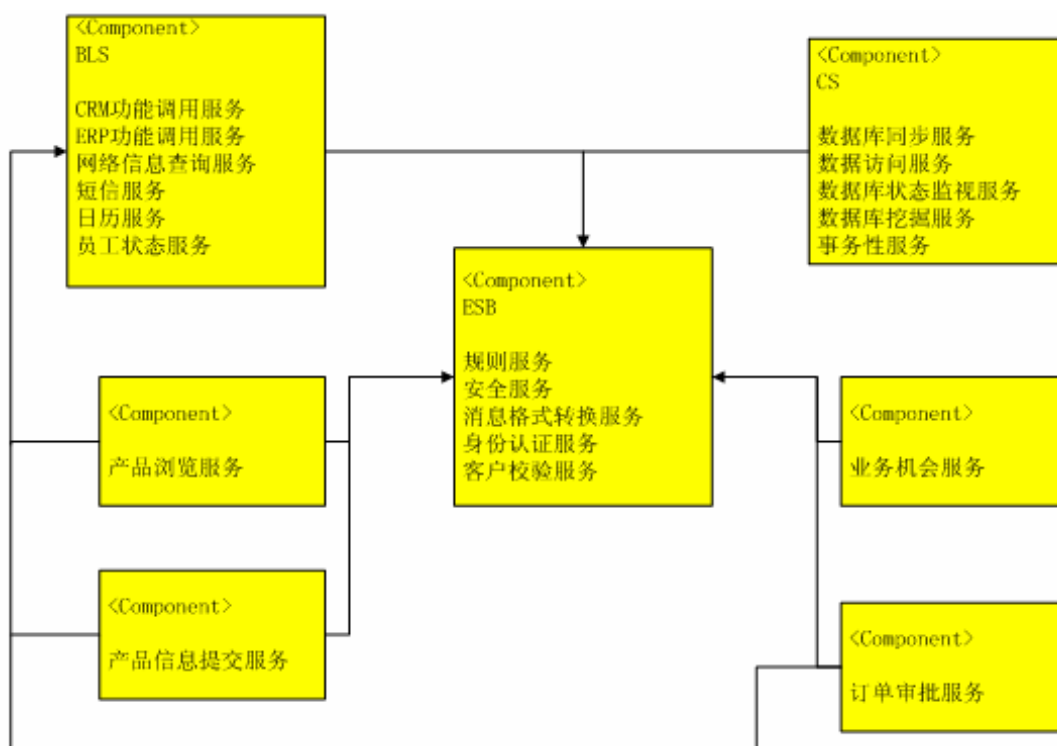 <Component>
BLS
CRM功能调用服务
ERP功能调用服务
网络信息查询服务
短信服务
日历服务
员工状态服务
<Component>
CS
数据库同步服务
数据访问服务
数据库状态监视服务
数据库挖掘服务
事务性服务
<Component>
ESB
规则服务
安全服务
消息格式转换服务
身份认证服务
客户校验服务
<Component>
产品浏览服务
<Component>
业务机会服务
<Component>
产品信息提交服务
<Component>
订单审批服务